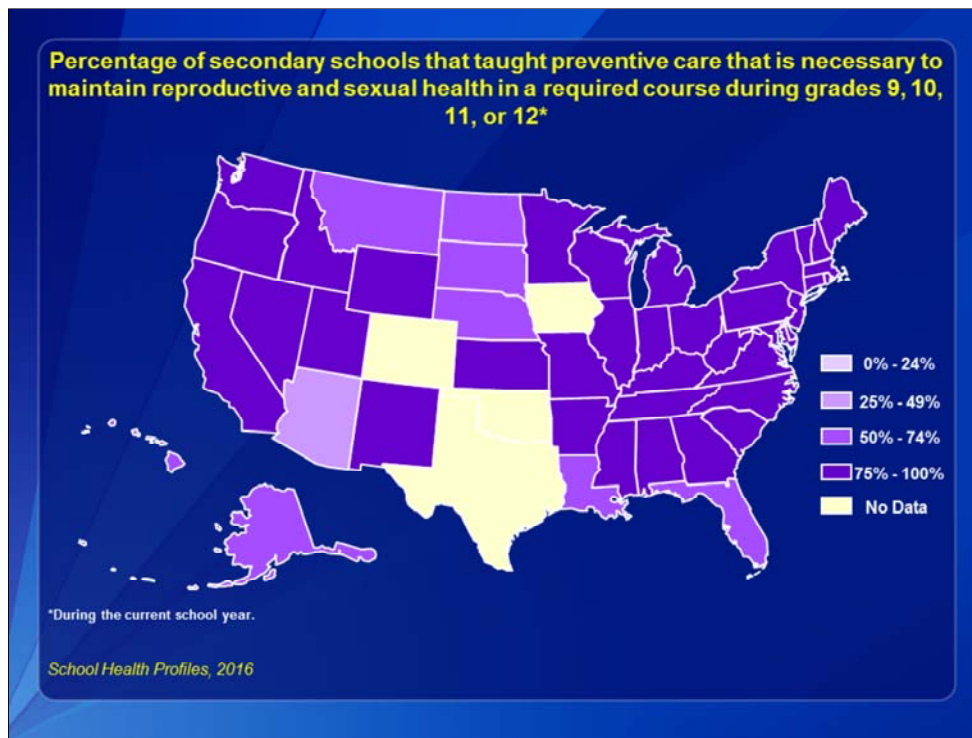 Percentage of secondary schools that taught preventive care that is necessary to
maintain reproductive and sexual health in a required course during grades 9, 10,
11, or 12*
0% - 24%
25% - 49%
50% - 74%
75% - 100%
No Data
*During the current school year.
School Health Profiles, 2016